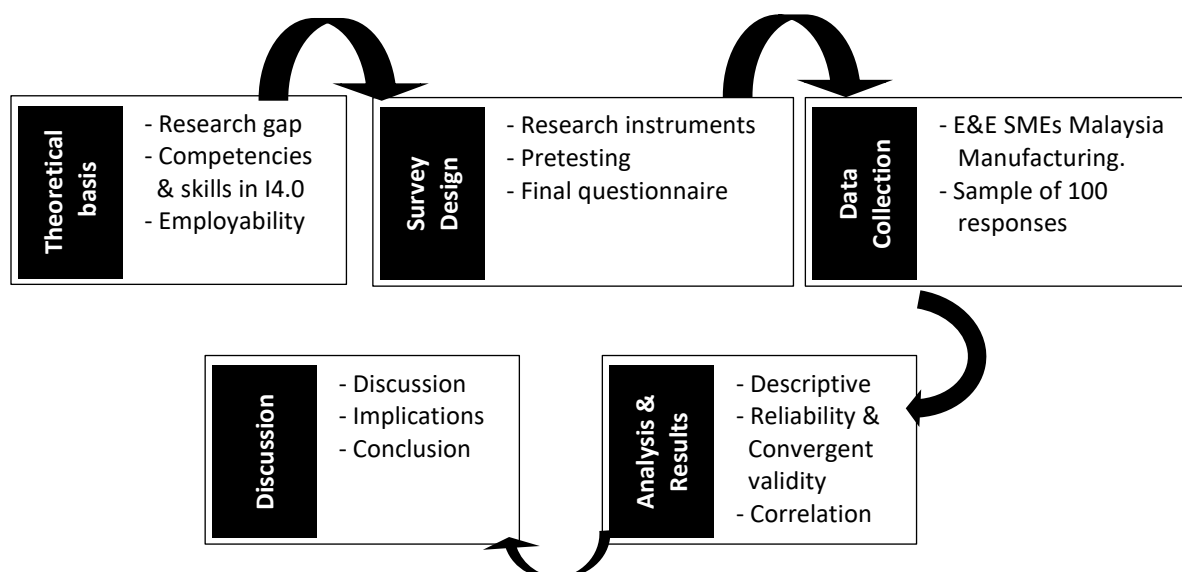 Theoretical
basis
- Research gap
- Competencies
& skills in I4.0
- Employability
Survey
Design
- Research instruments
- Pretesting
- Final questionnaire
Data
Collection
- E&E SMEs Malaysia
Manufacturing.
- Sample of 100
responses
Discussion
- Discussion
- Implications
- Conclusion
Analysis &
Results
- Descriptive
- Reliability &
Convergent
validity
- Correlation